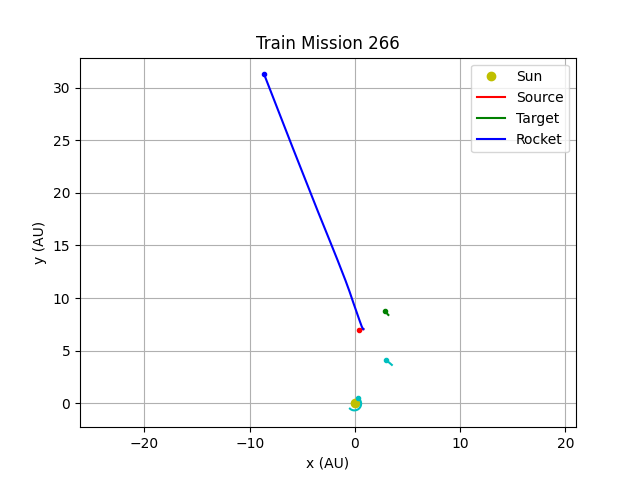 Train Mission 266
Sun
Source
Target
Rocket
30
25
20
15
10
5
0
y (AU)
−20
−10
0
10
20
x (AU)